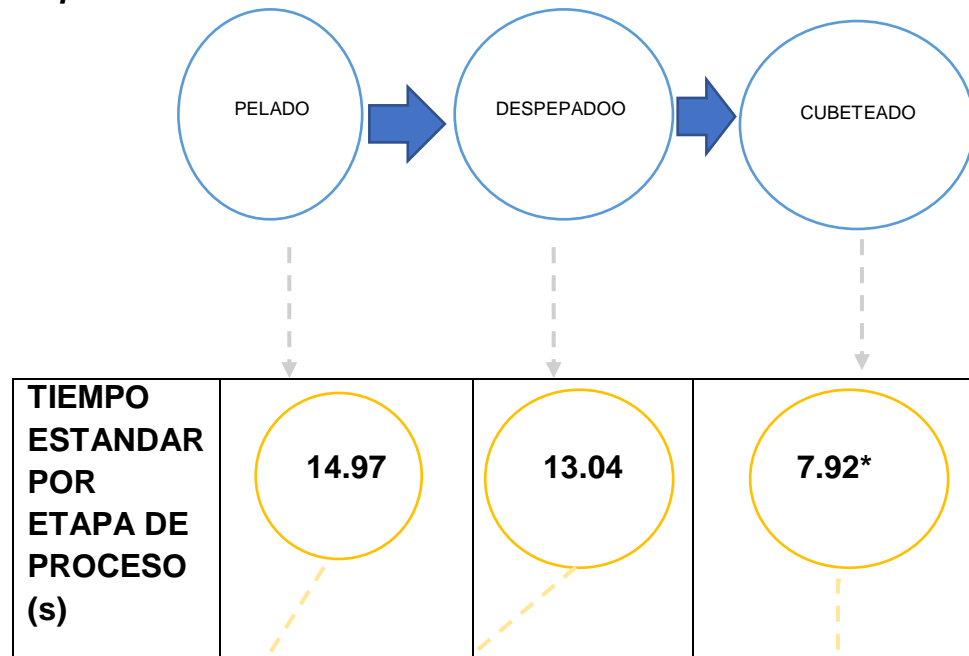 PELADO
DESPEPADOO
CUBETEADO
TIEMPO
ESTANDAR
POR
ETAPA DE
PROCESO
(s)
14.97
13.04
7.92*